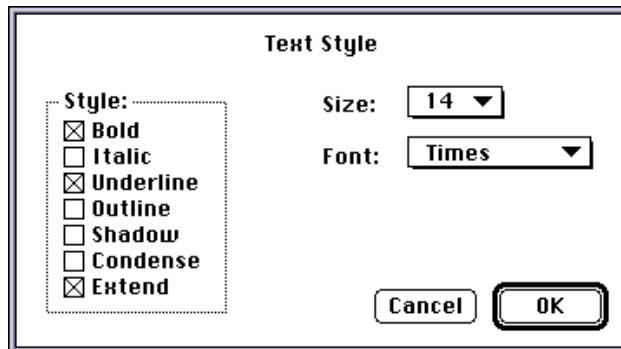 Text Style
Style:
Bold
Italic
Underline
Outline
Shadow
Condense
Extend
Size: 14
Font: Times
Cancel OK